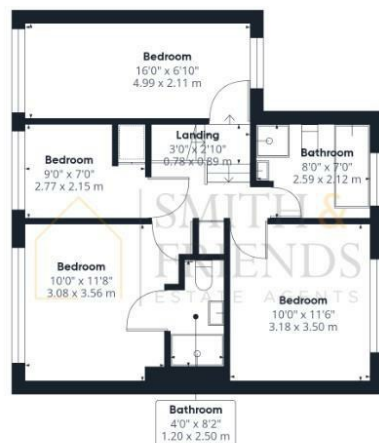 Bedroom
16'0" x 6'10"
4.99 x 2.11 m
Landing
3'0" x 2'10"
0.78 x 0.89 m
Bedroom
9'0" x 7'0"
2.77 x 2.15 m
Bathroom
8'0" x 7'0"
2.59 x 2.12 m
SMITH &
FRIENDS
ESTATE AGENTS
Bedroom
10'0" x 11'8"
3.08 x 3.56 m
Bedroom
10'0" x 11'6"
3.18 x 3.50 m
Bathroom
4'0" x 8'2"
1.20 x 2.50 m